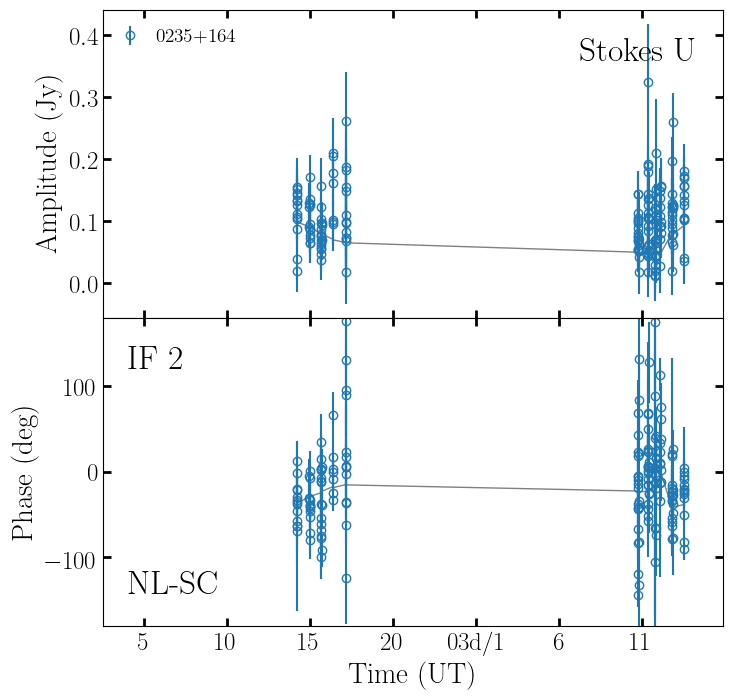 0235+164
Stokes U
0.4
0.3
0.2
0.1
0.0
Amplitude (Jy)
IF 2
100
0
−100
Phase (deg)
NL-SC
5 10 15 20 03d/1 6 11
Time (UT)